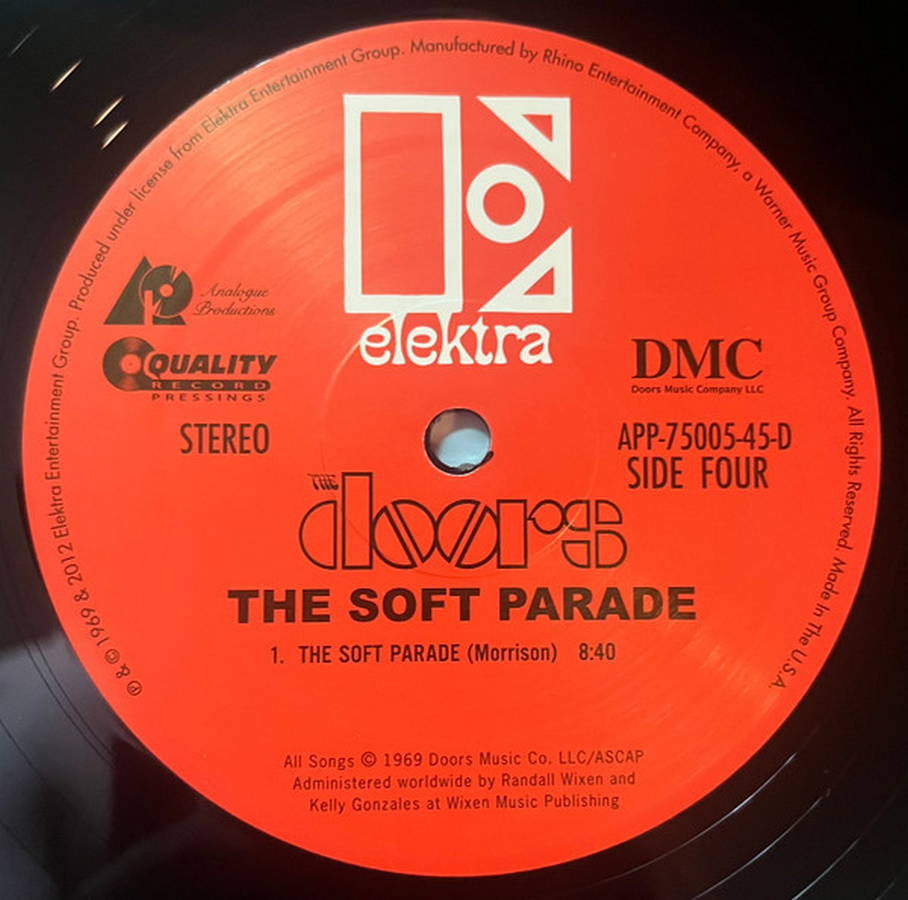 ℗ & © 1969 & 2012 Elektra Entertainment Group. Produced under license from Elektra Entertainment Group. Manufactured by Rhino Entertainment Company, a Warner Music Group Company. All Rights Reserved. Made In The U.S.A.
elektra
AP
Analogue
Productions
QUALITY
RECORD
PRESSINGS
STEREO
DMC
Doors Music Company LLC
APP-75005-45-D
SIDE FOUR
THE
doors
THE SOFT PARADE
1. THE SOFT PARADE (Morrison) 8:40
All Songs © 1969 Doors Music Co. LLC/ASCAP
Administered worldwide by Randall Wixen and
Kelly Gonzales at Wixen Music Publishing